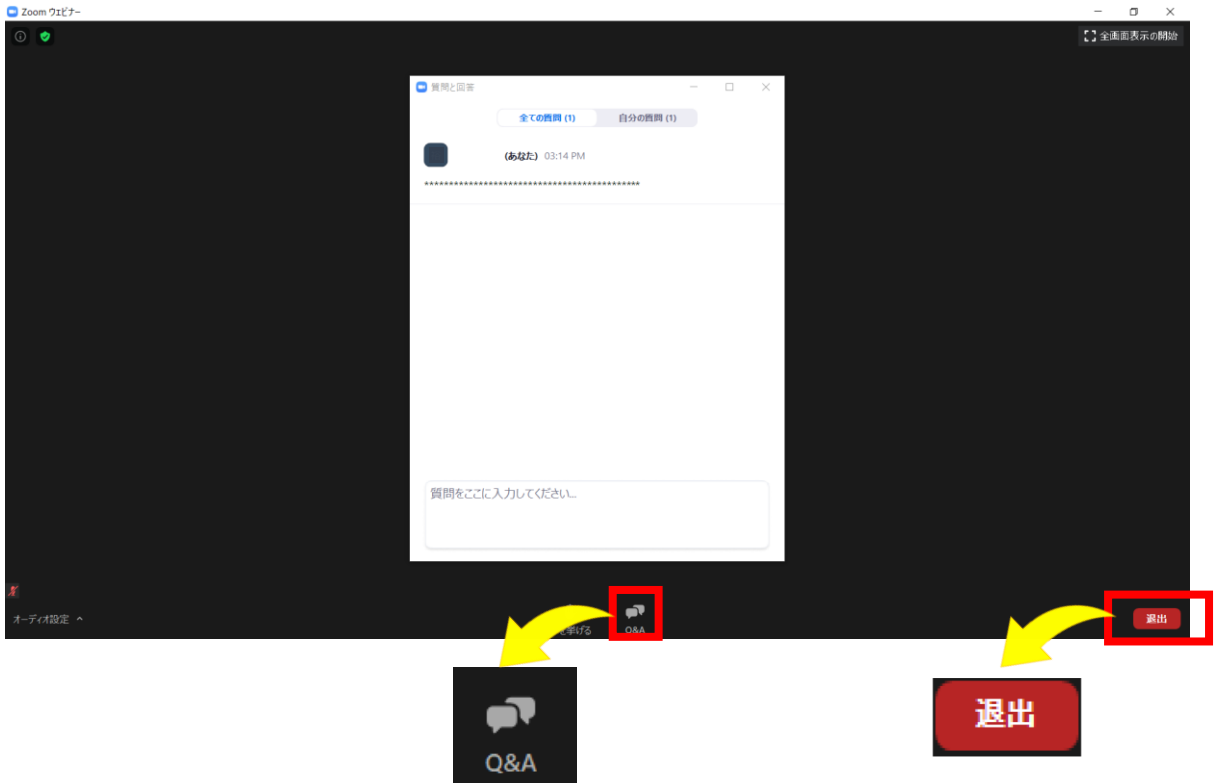 Zoom ウェビナー
全画面表示の開始
質問と回答
全ての質問 (1)
自分の質問 (1)
(あなた) 03:14 PM
********************************************
質問をここに入力してください...
オーディオ設定
を挙げる
Q&A
退出
Q&A
退出